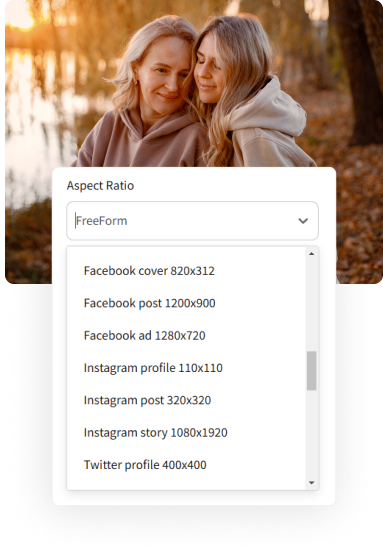 Aspect Ratio
FreeForm
Facebook cover 820x312
Facebook post 1200x900
Facebook ad 1280x720
Instagram profile 110x110
Instagram post 320x320
Instagram story 1080x1920
Twitter profile 400x400